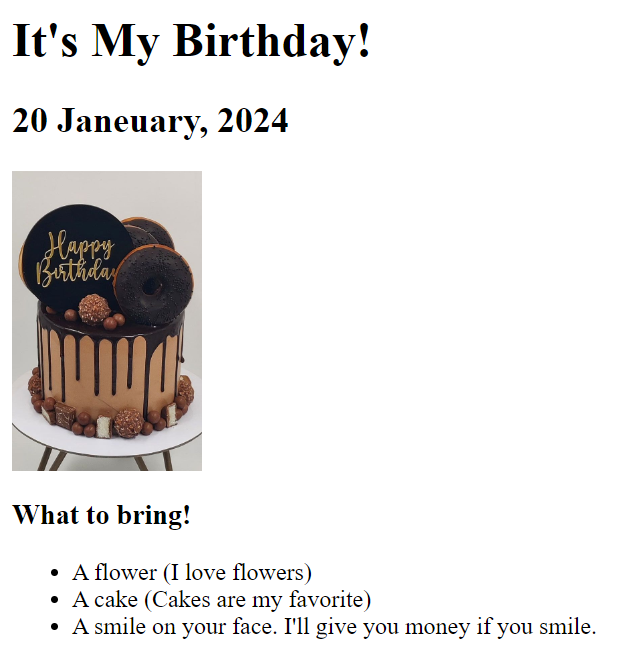 It's My Birthday!
20 Janeuary, 2024
Happy
Birthday
What to bring!
A flower (I love flowers)
A cake (Cakes are my favorite)
A smile on your face. I'll give you money if you smile.